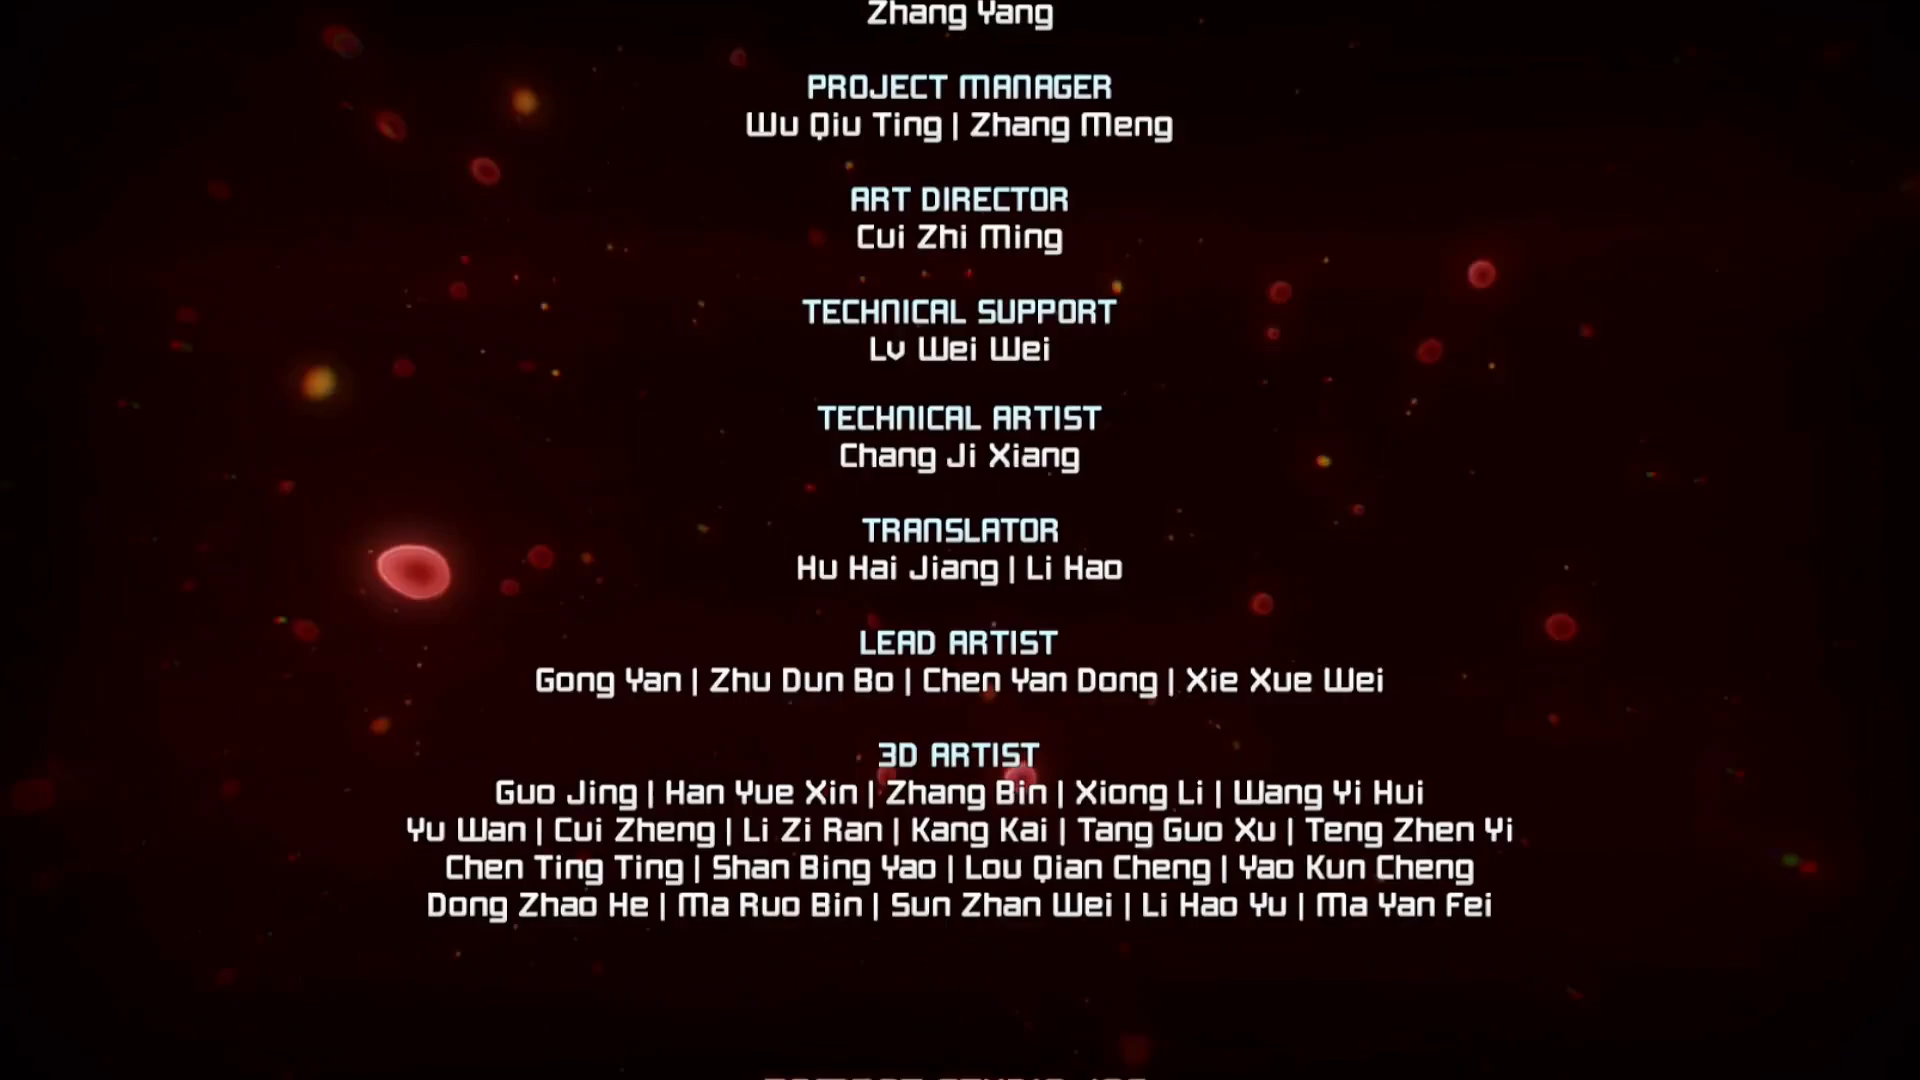 Zhang Yang
PROJECT MANAGER
Wu Qiu Ting | Zhang Meng
ART DIRECTOR
Cui Zhi Ming
TECHNICAL SUPPORT
Lv Wei Wei
TECHNICAL ARTIST
Chang Ji Xiang
TRANSLATOR
Hu Hai Jiang | Li Hao
LEAD ARTIST
Gong Yan | Zhu Dun Bo | Chen Yan Dong | Xie Xue Wei
3D ARTIST
Guo Jing | Han Yue Xin | Zhang Bin | Xiong Li | Wang Yi Hui
Yu Wan | Cui Zheng | Li Zi Ran | Kang Kai | Tang Guo Xu | Teng Zhen Yi
Chen Ting Ting | Shan Bing Yao | Lou Qian Cheng | Yao Kun Cheng
Dong Zhao He | Ma Ruo Bin | Sun Zhan Wei | Li Hao Yu | Ma Yan Fei